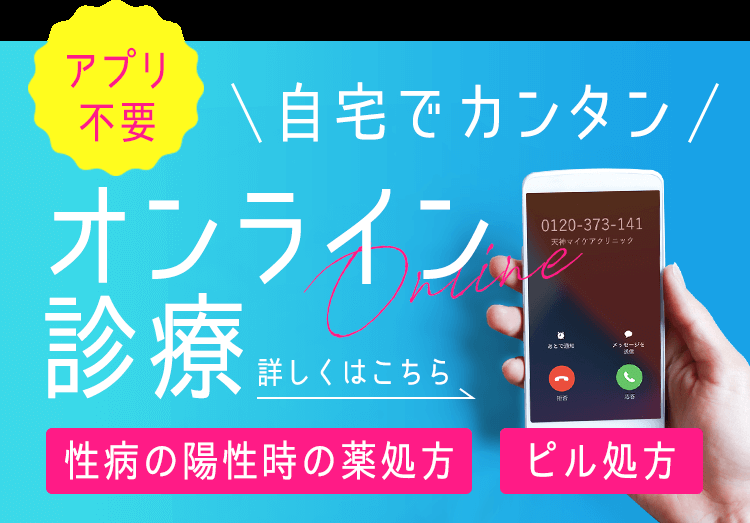 アプリ
不要
自宅でカンタン
オンライン
Online
診療
詳しくはこちら
0120-373-141
天神マイケアクリニック
あとで通知
メッセージを
送信
拒否
応答
性病の陽性時の薬処方
ピル処方